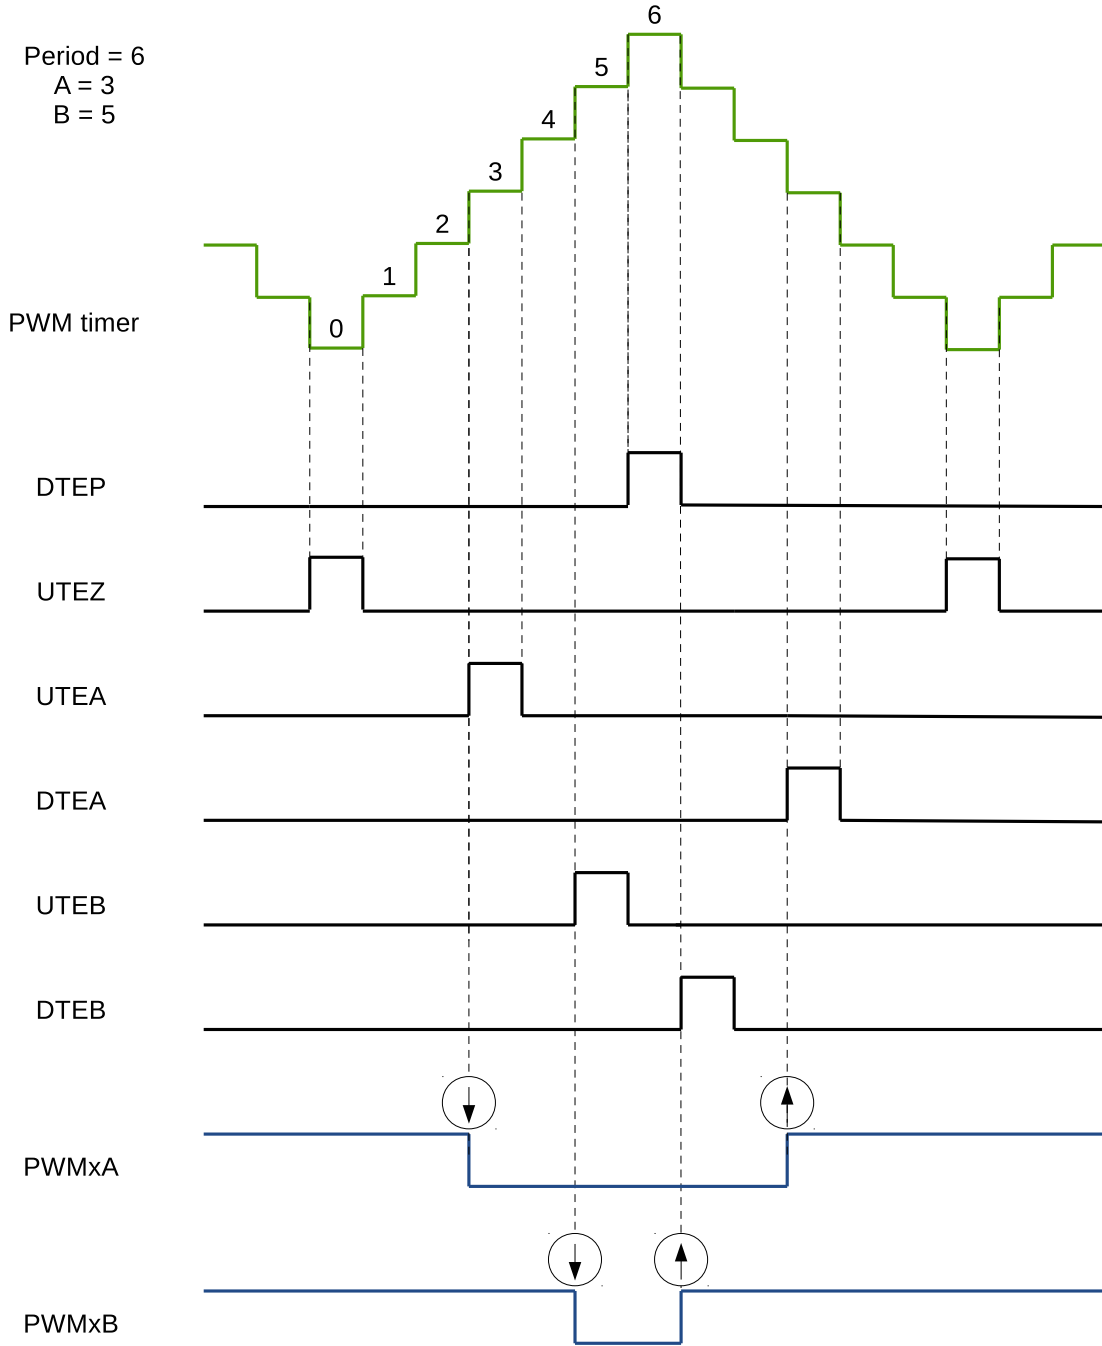 6
Period = 6
A = 3
B = 5
5
4
3
2
1
0
PWM timer
DTEP
UTEZ
UTEA
DTEA
UTEB
DTEB
PWMxA
PWMxB